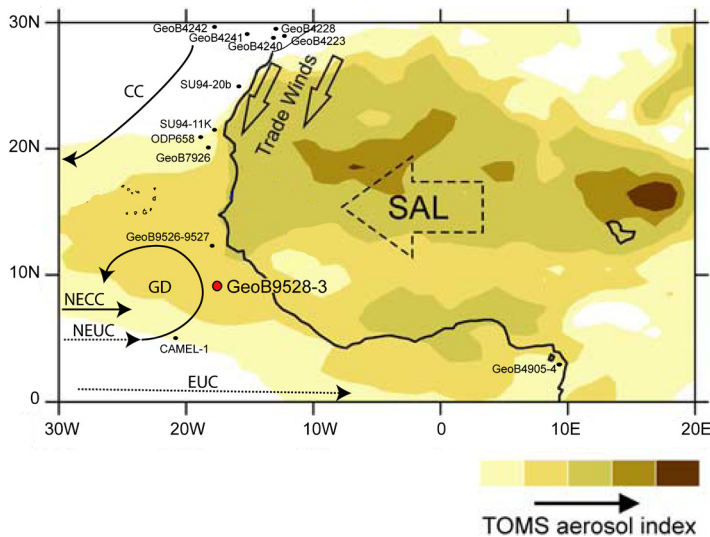 30N
GeoB4242
GeoB4228
GeoB4241
GeoB4223
GeoB4240
CC
SU94-20b
Trade Winds
SU94-11K
ODP658
20N
GeoB7926
SAL
GeoB9526-9527
10N
GD
GeoB9528-3
NECC
NEUC
CAMEL-1
GeoB4905-4
EUC
0
30W
20W
10W
0
10E
20E
TOMS aerosol index